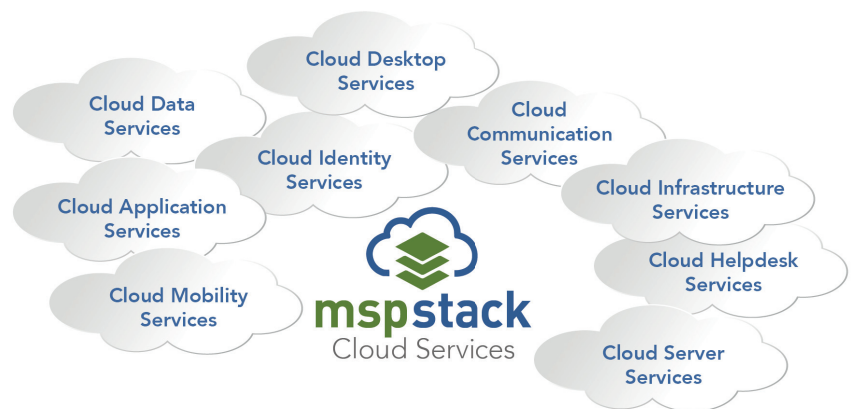 Cloud Desktop
Services
Cloud Data
Services
Cloud
Communication
Services
Cloud Identity
Services
Cloud Application
Services
Cloud Infrastructure
Services
Cloud Helpdesk
Services
Cloud Mobility
Services
mspstack
Cloud Services
Cloud Server
Services